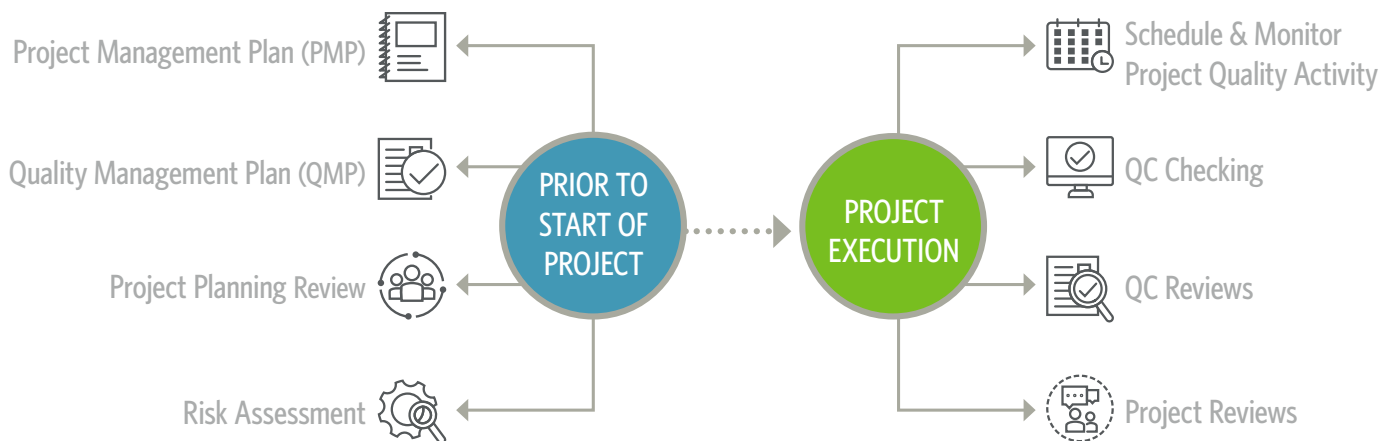 Project Management Plan (PMP)
Quality Management Plan (QMP)
Project Planning Review
Risk Assessment
PRIOR TO
START OF
PROJECT
PROJECT
EXECUTION
Schedule & Monitor
Project Quality Activity
QC Checking
QC Reviews
Project Reviews